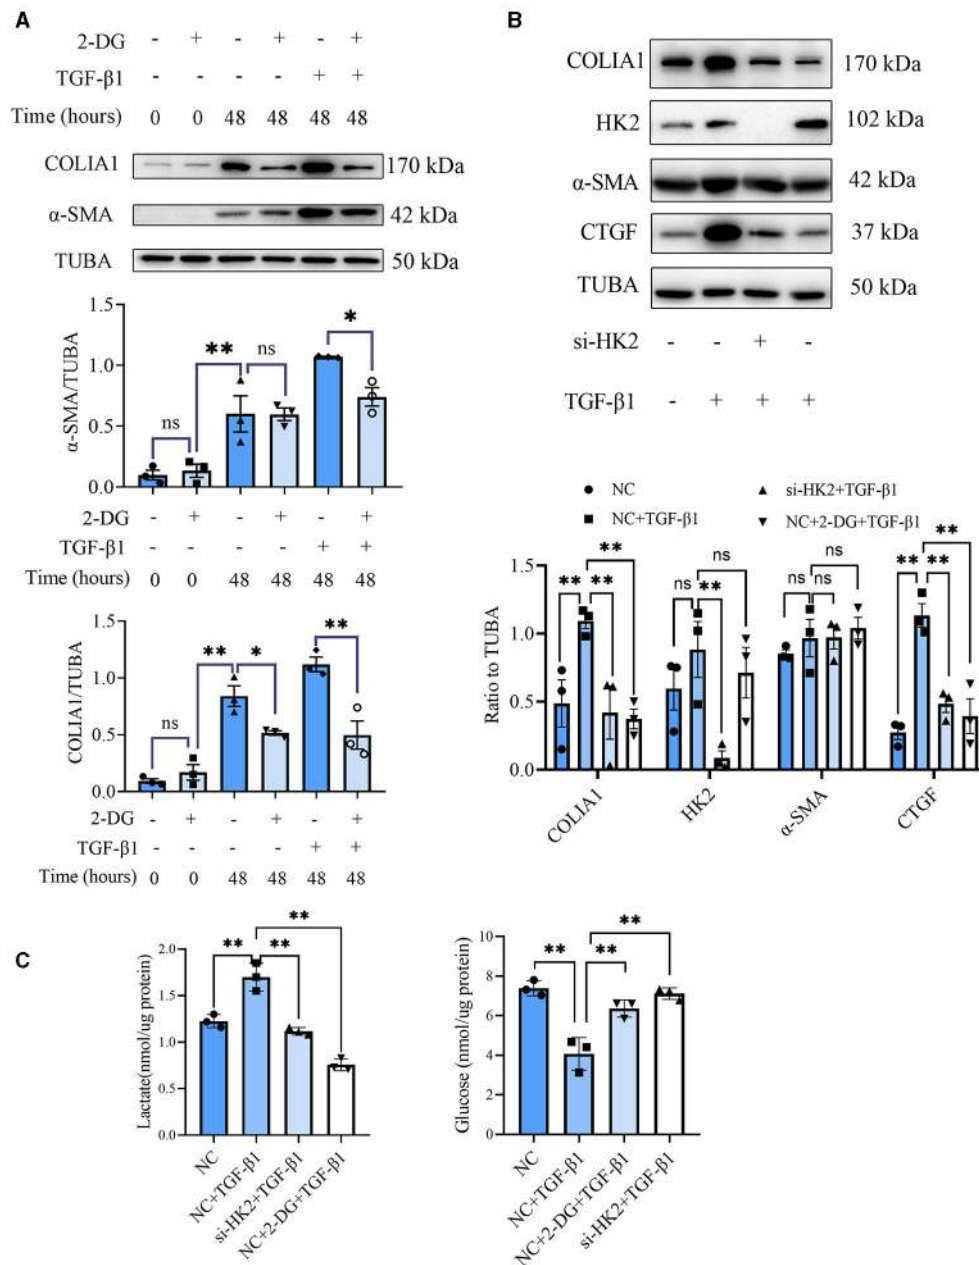 A
2-DG - + - + - +
TGF-β1 - - - - + +
Time (hours) 0 0 48 48 48 48
COLIA1 170 kDa
α-SMA 42 kDa
TUBA 50 kDa
α-SMA/TUBA
1.5
1.0
0.5
0.0
ns
**
ns
*
2-DG - + - + - +
TGF-β1 - - - - + +
Time (hours) 0 0 48 48 48 48
COLIA1/TUBA
1.5
1.0
0.5
0.0
ns
**
*
**
2-DG - + - + - +
TGF-β1 - - - - + +
Time (hours) 0 0 48 48 48 48
B
COLIA1 170 kDa
HK2 102 kDa
α-SMA 42 kDa
CTGF 37 kDa
TUBA 50 kDa
si-HK2 - - + -
TGF-β1 - + + +
NC
NC+TGF-β1
si-HK2+TGF-β1
NC+2-DG+TGF-β1
Ratio to TUBA
1.5
1.0
0.5
0.0
** ** **
ns ** ns
ns ns ns
** ** **
COLIA1
HK2
α-SMA
CTGF
C
Lactate(nmol/ug protein)
2.0
1.5
1.0
0.5
0.0
** ** **
NC
NC+TGF-β1
si-HK2+TGF-β1
NC+2-DG+TGF-β1
Glucose (nmol/ug protein)
10
8
6
4
2
0
** ** **
NC
NC+TGF-β1
NC+2-DG+TGF-β1
si-HK2+TGF-β1